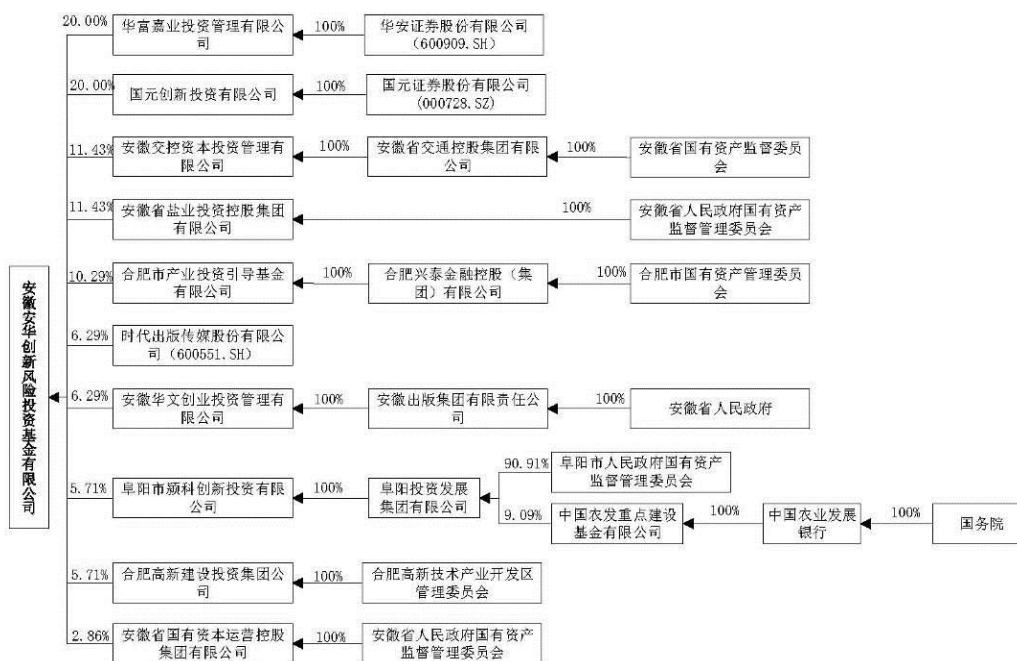 20.00%
华富嘉业投资管理有限公
司
100%
华安证券股份有限公司
(600909.SH)
20.00%
国元创新投资有限公司
100%
国元证券股份有限公司
(000728.SZ)
11.43%
安徽交控资本投资管理有
限公司
100%
安徽省交通控股集团有限
公司
100%
安徽省国有资产监督委员
会
11.43%
安徽省盐业投资控股集团
有限公司
100%
安徽省人民政府国有资产
监督管理委员会
安徽安华创新风险投资基金有限公司
10.29%
合肥市产业投资引导基金
有限公司
100%
合肥兴泰金融控股（集
团）有限公司
100%
合肥市国有资产管理委员
会
6.29%
时代出版传媒股份有限公
司（600551.SH）
6.29%
安徽华文创业投资管理有
限公司
100%
安徽出版集团有限责任公
司
100%
安徽省人民政府
5.71%
阜阳市颍科创新投资有限
公司
100%
阜阳投资发展
集团有限公司
90.91%
阜阳市人民政府国有资产
监督管理委员会
9.09%
中国农发重点建设
基金有限公司
100%
中国农业发展
银行
100%
国务院
5.71%
合肥高新建设投资集团公
司
100%
合肥高新技术产业开发区
管理委员会
2.86%
安徽省国有资本运营控股
集团有限公司
100%
安徽省人民政府国有资产
监督管理委员会